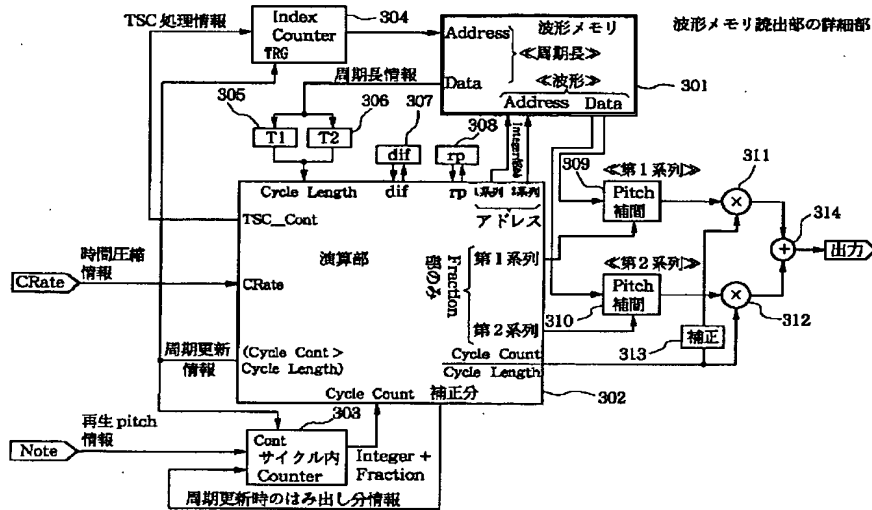 TSC処理情報
Index
Counter
TRG
304
Address
波形メモリ
≪周期長≫
Data
≪波形≫
Address Data
波形メモリ読出部の詳細部
301
周期長情報
305
306
307
308
T1
T2
dif
rp
Integer部のみ
309
≪第1系列≫
311
Pitch
補間
314
出力
Cycle Length
dif
rp
1系列
2系列
アドレス
TSC_Cont
演算部
Fraction
部のみ
第1系列
第2系列
≪第2系列≫
Pitch
補間
310
312
時間圧縮
情報
CRate
CRate
313
補正
周期更新
情報
(Cycle Cont >
Cycle Length)
Cycle Count
Cycle Length
Cycle Count
補正分
302
303
再生pitch
情報
Note
Cont
サイクル内
Counter
Integer +
Fraction
周期更新時のはみ出し分情報